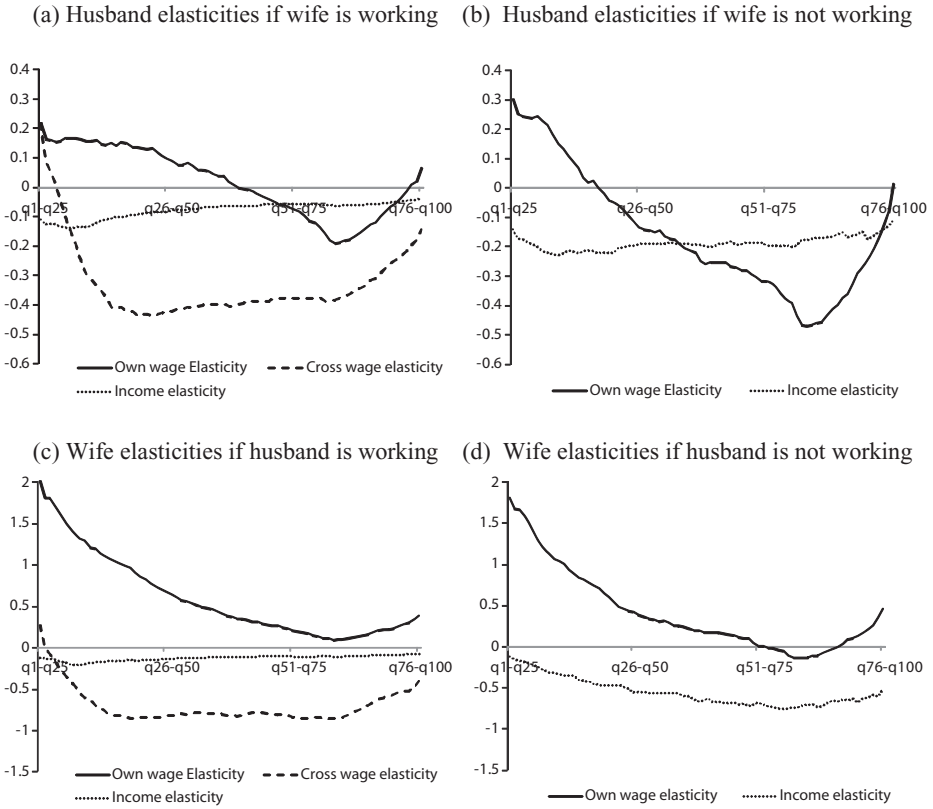 (a) Husband elasticities if wife is working
0.4
0.3
0.2
0.1
0
-0.1
-0.2
-0.3
-0.4
-0.5
-0.6
q1-q25
q26-q50
q51-q75
q76-q100
Own wage Elasticity
Cross wage elasticity
Income elasticity
(b) Husband elasticities if wife is not working
0.4
0.3
0.2
0.1
0
-0.1
-0.2
-0.3
-0.4
-0.5
-0.6
q1-q25
q26-q50
q51-q75
q76-q100
Own wage Elasticity
Income elasticity
(c) Wife elasticities if husband is working
2
1.5
1
0.5
0
-0.5
-1
-1.5
q1-q25
q26-q50
q51-q75
q76-q100
Own wage Elasticity
Cross wage elasticity
Income elasticity
(d) Wife elasticities if husband is not working
2
1.5
1
0.5
0
-0.5
-1
-1.5
q1-q25
q26-q50
q51-q75
q76-q100
Own wage Elasticity
Income elasticity